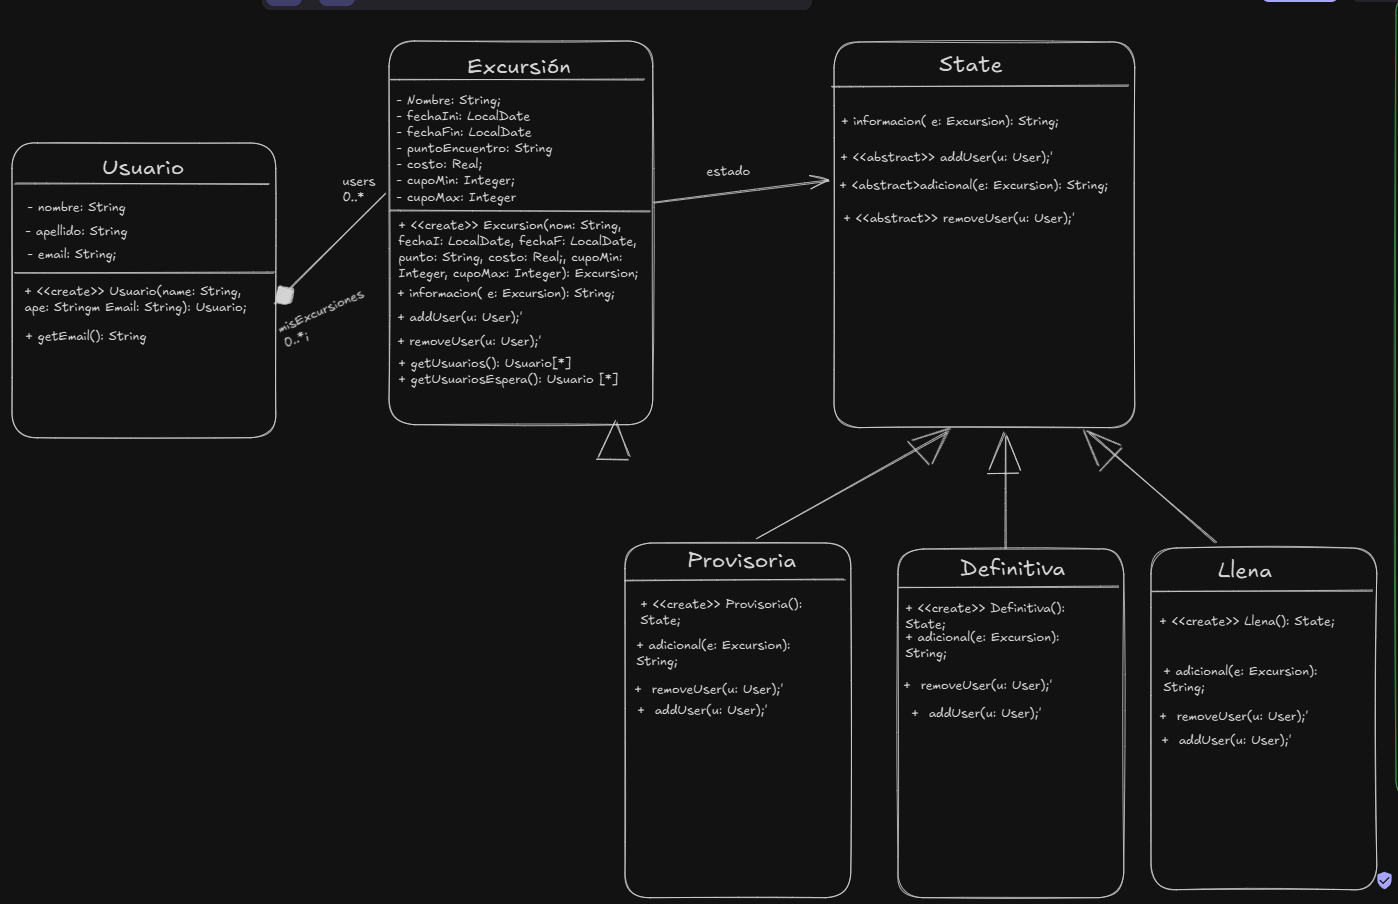 Usuario
- nombre: String
- apellido: String
- email: String;
+ <<create>> Usuario(name: String,
ape: Stringm Email: String): Usuario;
+ getEmail(): String
users
0..*
misExcursiones
0..*;
Excursión
- Nombre: String;
- fechaIni: LocalDate
- fechaFin: LocalDate
- puntoEncuentro: String
- costo: Real;
- cupoMin: Integer;
- cupoMax: Integer
+ <<create>> Excursion(nom: String,
fechaI: LocalDate, fechaF: LocalDate,
punto: String, costo: Real;, cupoMin:
Integer, cupoMax: Integer): Excursion;
+ informacion( e: Excursion): String;
+ addUser(u: User);'
+ removeUser(u: User);'
+ getUsuarios(): Usuario[*]
+ getUsuariosEspera(): Usuario [*]
estado
State
+ informacion( e: Excursion): String;
+ <<abstract>> addUser(u: User);'
+ <abstract>adicional(e: Excursion): String;
+ <<abstract>> removeUser(u: User);'
Provisoria
+ <<create>> Provisoria():
State;
+ adicional(e: Excursion):
String;
+ removeUser(u: User);'
+ addUser(u: User);'
Definitiva
+ <<create>> Definitiva():
State;
+ adicional(e: Excursion):
String;
+ removeUser(u: User);'
+ addUser(u: User);'
Llena
+ <<create>> Llena(): State;
+ adicional(e: Excursion):
String;
+ removeUser(u: User);'
+ addUser(u: User);'